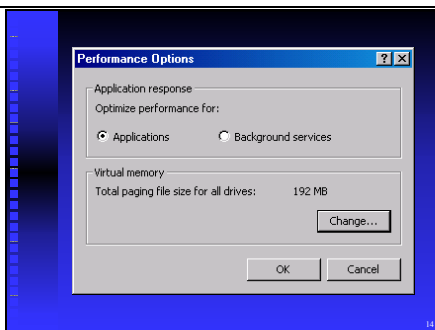 Performance Options
Application response
Optimize performance for:
Applications Background services
Virtual memory
Total paging file size for all drives: 192 MB
Change...
OK Cancel
14